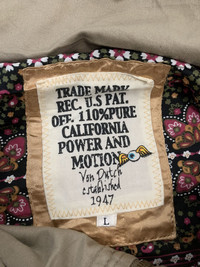 TRADE MARK
REC. U.S PAT.
OFF. 110%PURE
CALIFORNIA
POWER AND
MOTION
Von Dutch
established
1947
L